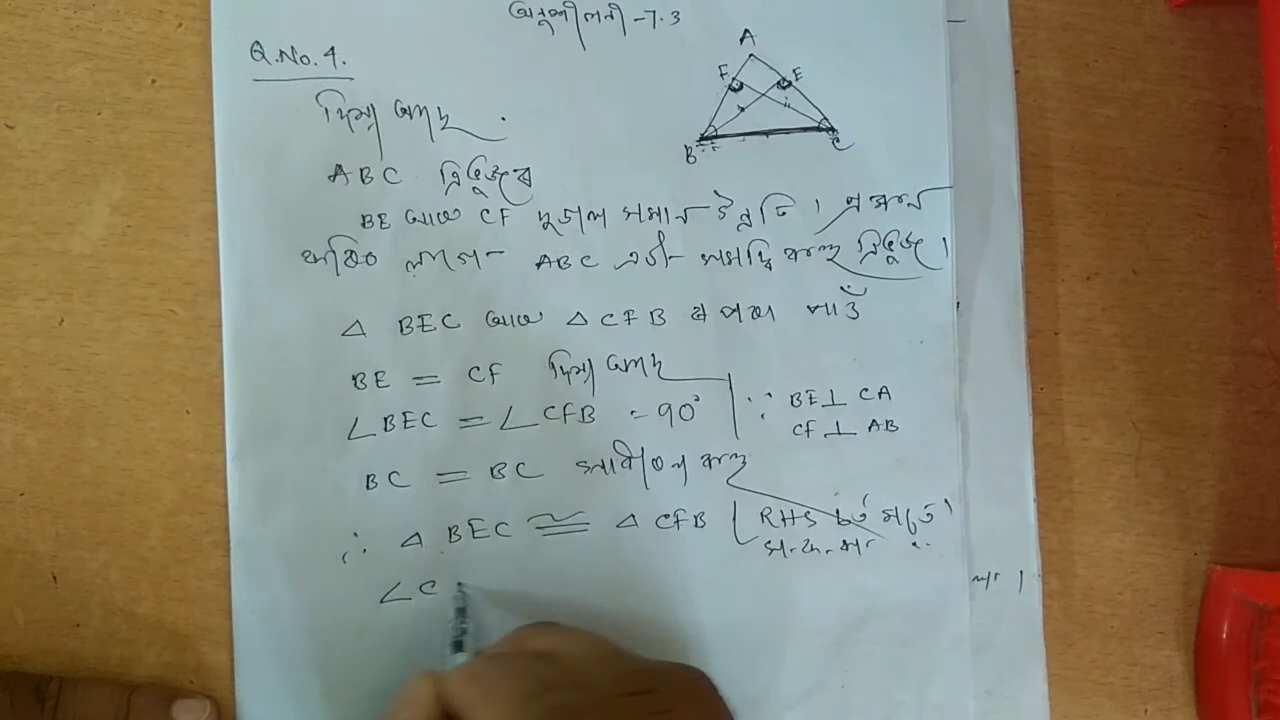 অনুশীলনী -7.3
Q.No. 4.
A
F E
B C
দিয়া আছে .
ABC ত্ৰিভুজৰ
BE আৰু CF দুডাল সমান উন্নতি। প্ৰমাণ
কৰিব লাগে- ABC এটা সমদ্বিবাহু ত্ৰিভুজ।
△ BEC আৰু △ CFB ৰ পৰা পাওঁ
BE = CF দিয়া আছে
∠BEC = ∠CFB = 90° ∵ BE ⊥ CA
CF ⊥ AB
BC = BC সাধাৰণ বাহু
∴ △ BEC ≅ △ CFB (RHS চৰ্ত মতে।
∠C